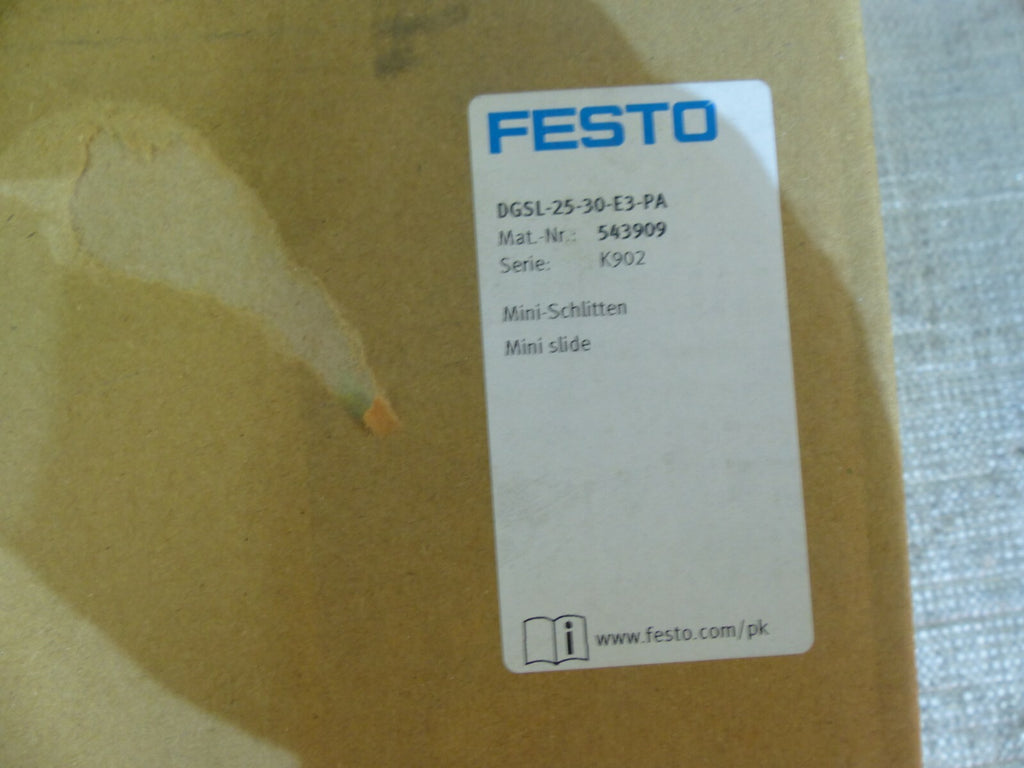 FESTO
DGSL-25-30-E3-PA
Mat.-Nr.: 543909
Serie: K902
Mini-Schlitten
Mini slide
i www.festo.com/pk